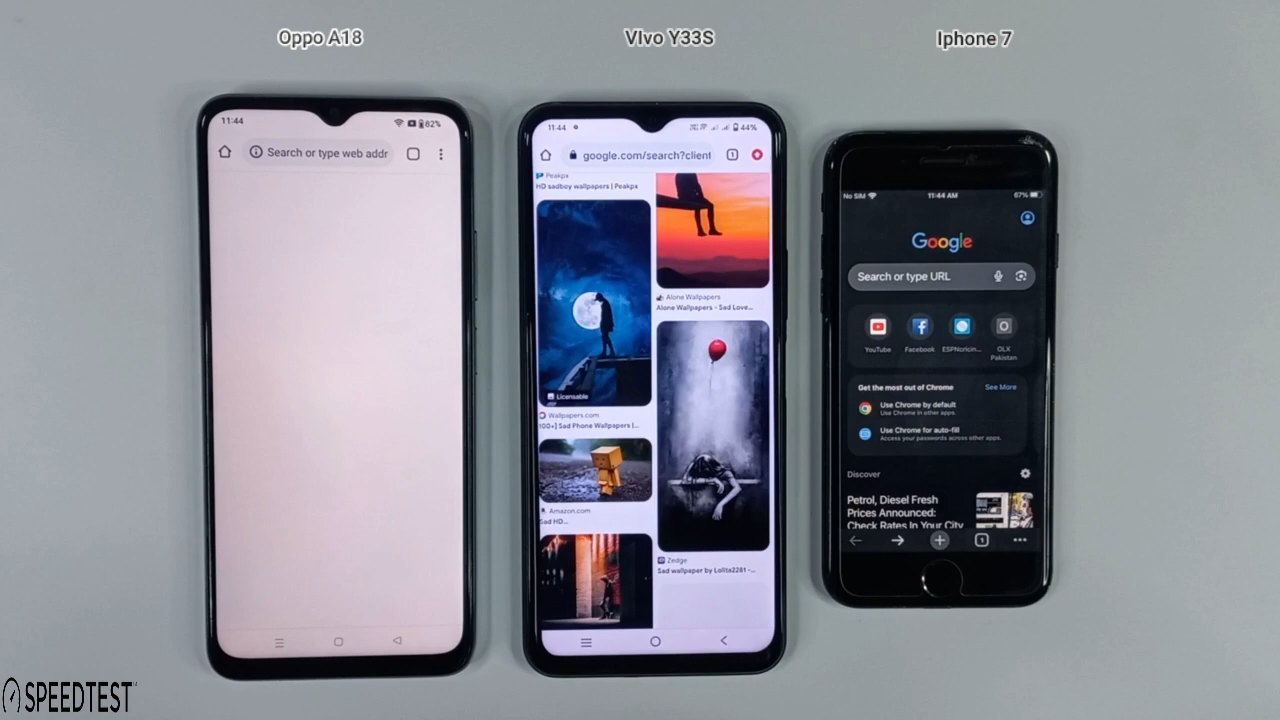 Oppo A18
VIvo Y33S
Iphone 7
11:44
82%
Search or type web addr
11:44
44%
google.com/search?client
1
Peakpx
HD sadboy wallpapers | Peakpx
Licensable
Wallpapers.com
100+] Sad Phone Wallpapers |...
Amazon.com
Sad HD...
Alone Wallpapers
Alone Wallpapers - Sad Love...
Zedge
Sad wallpaper by Lolita2281 -...
No SIM
11:44 AM
67%
Google
Search or type URL
YouTube
Facebook
ESPNcricin...
OLX
Pakistan
Get the most out of Chrome
See More
Use Chrome by default
Use Chrome in other apps.
Use Chrome for auto-fill
Access your passwords across other apps.
Discover
Petrol, Diesel Fresh
Prices Announced:
Check Rates In Your City
1
SPEEDTEST